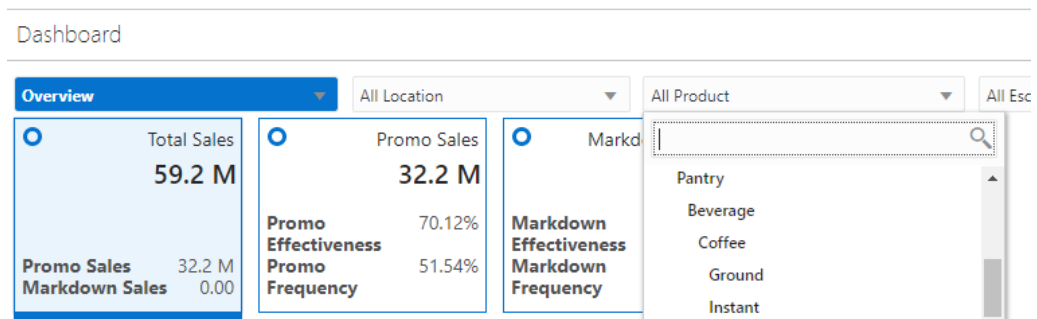 Dashboard
Overview
All Location
All Product
All Esc
Total Sales
59.2 M
Promo Sales 32.2 M
Markdown Sales 0.00
Promo Sales
32.2 M
Promo Effectiveness 70.12%
Promo Frequency 51.54%
Markd
Markdown Effectiveness
Markdown Frequency
Pantry
Beverage
Coffee
Ground
Instant